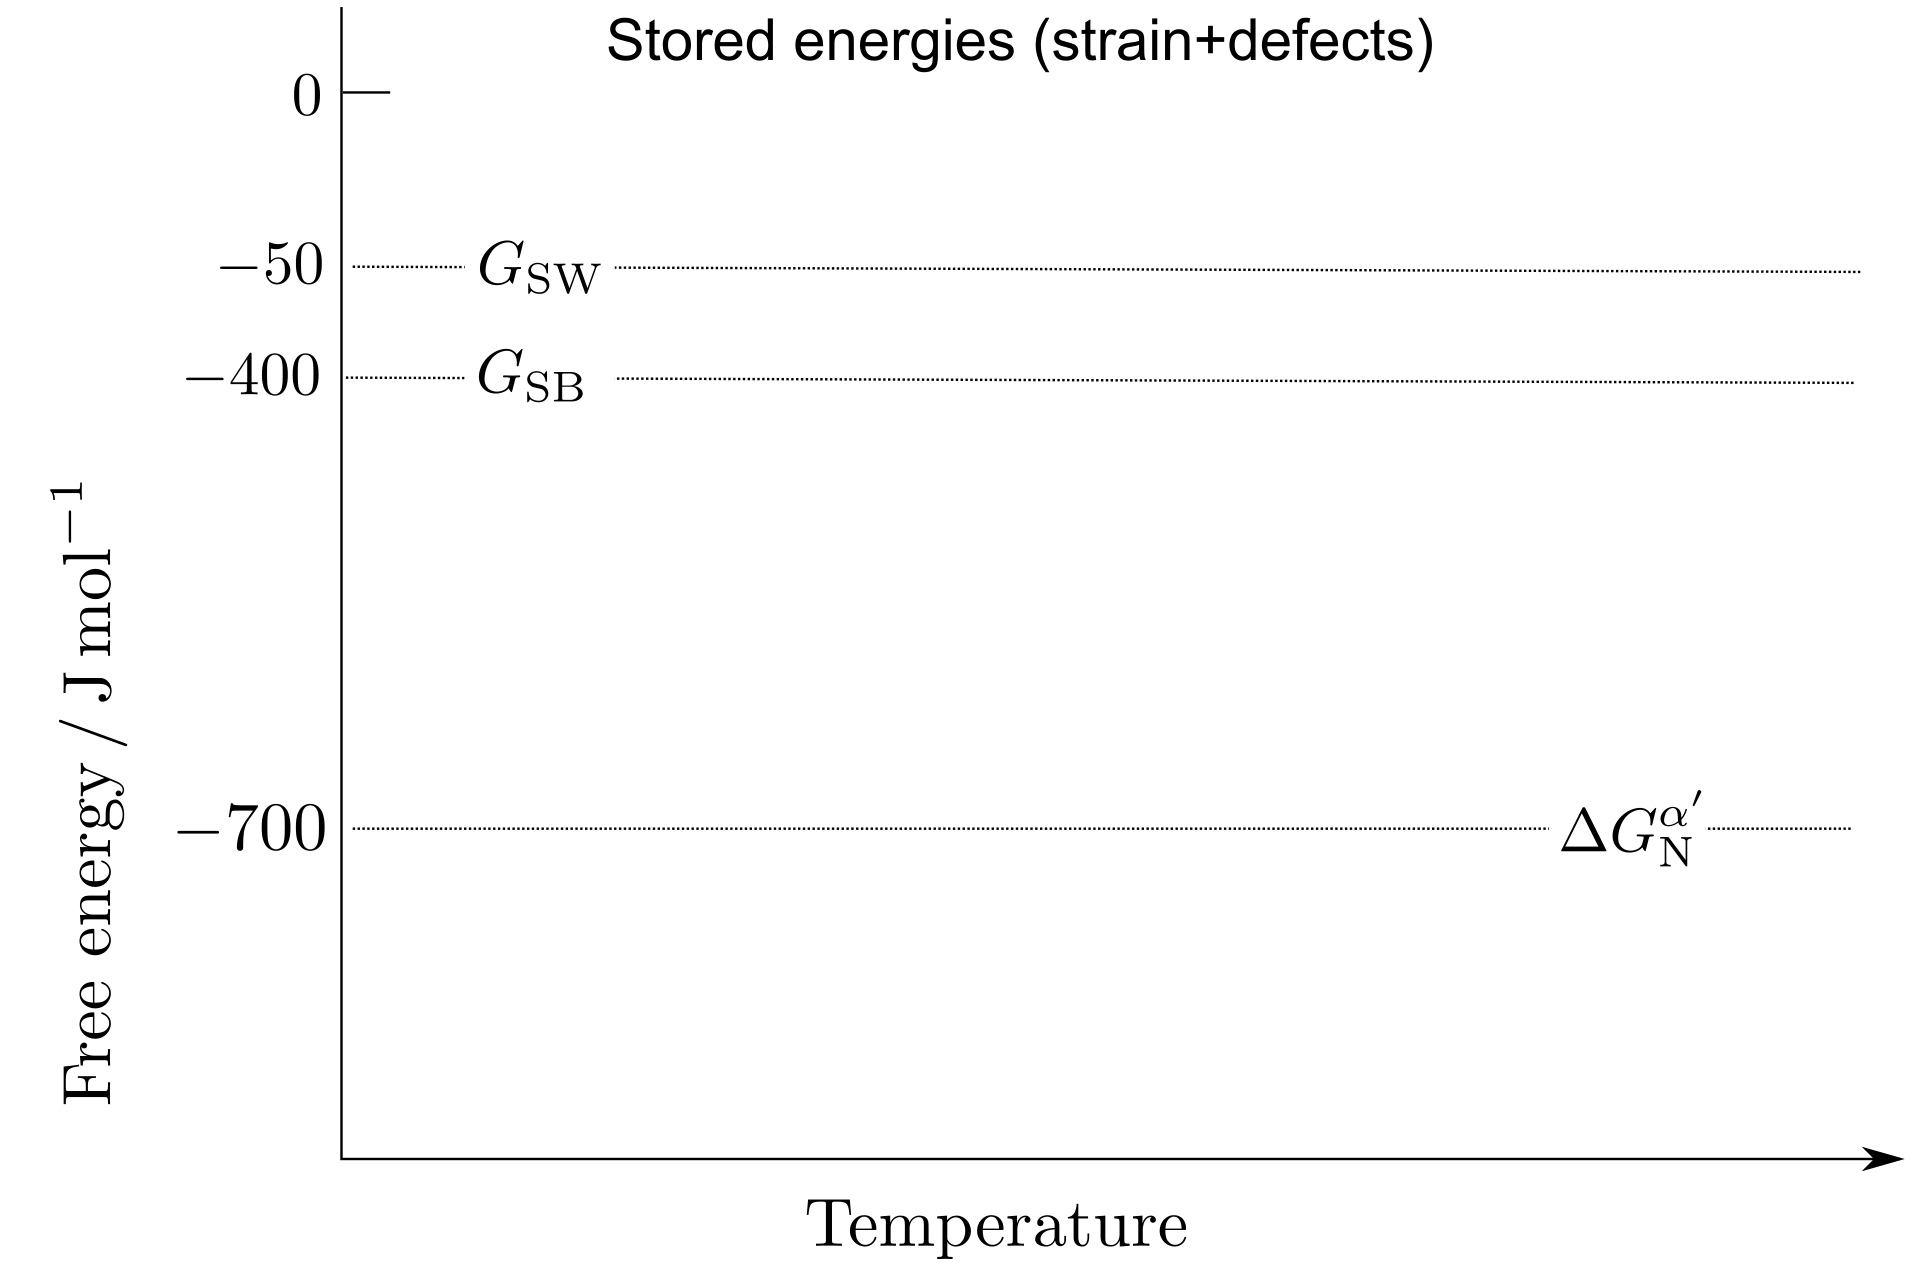 Stored energies (strain+defects)
0
−50
G_SW
−400
G_SB
Free energy / J mol⁻¹
−700
ΔG_N^α′
Temperature